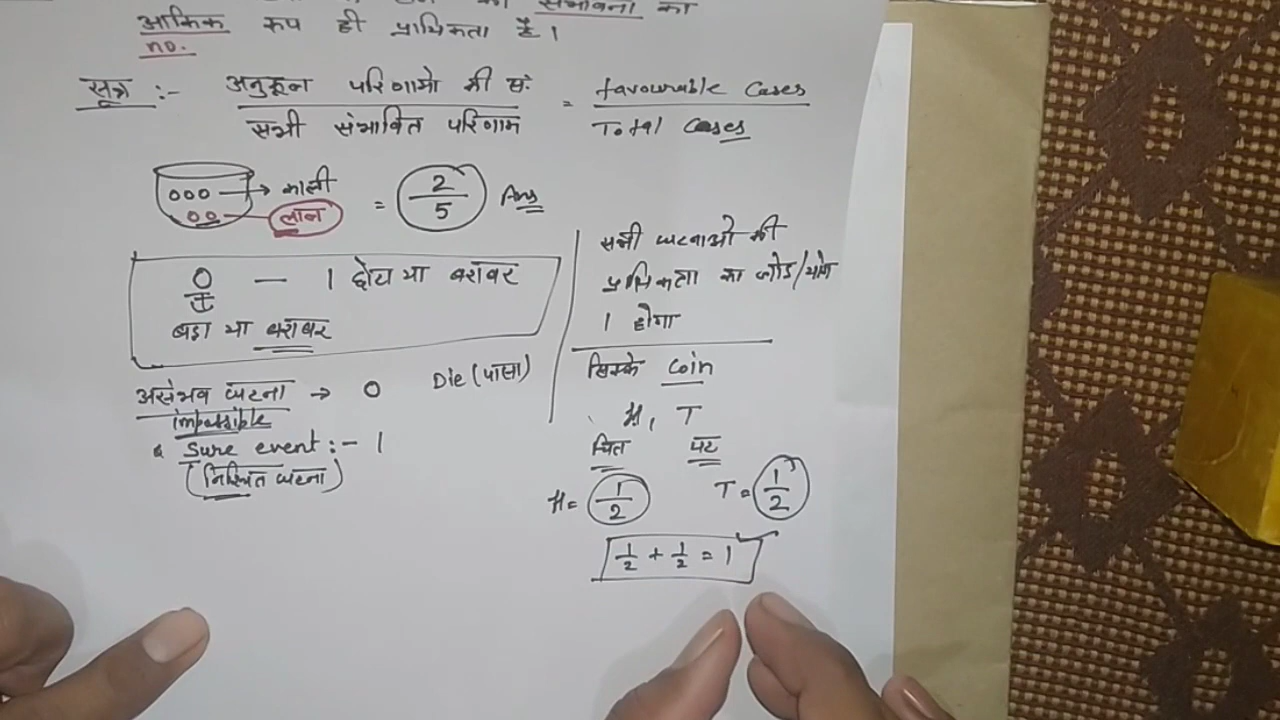 संभावना का
आंकिक रूप ही प्रायिकता है।
no.
सूत्र :- अनुकूल परिणामो की सं. = favourable Cases
सभी संभावित परिणाम Total Cases
000 → काली
00 — लाल = 2/5 Ans
0 — 1 छोटा या बराबर
बड़ा या बराबर
असंभव घटना → 0 Die (पासा)
impossible
Sure event :- 1
(निश्चित घटना)
सभी घटनाओ की
प्रायिकता का जोड/योग
1 होगा
सिक्के coin
H, T
चित पट
H = 1/2 T = 1/2
1/2 + 1/2 = 1